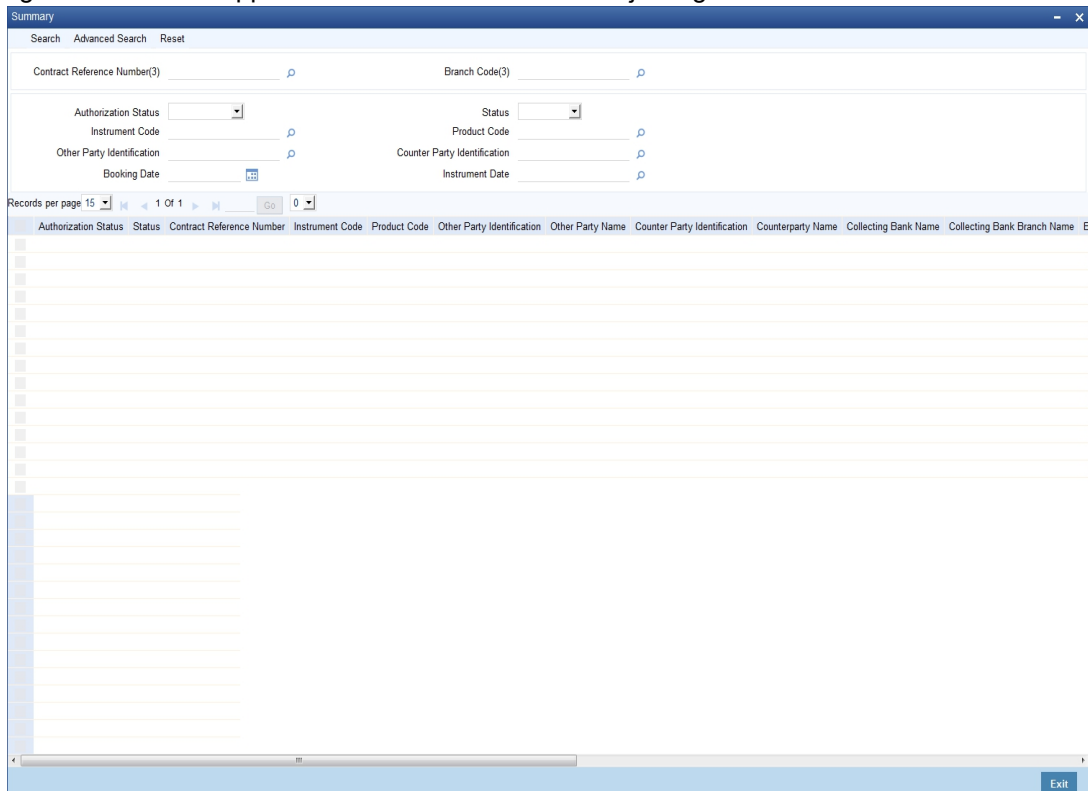 Summary
Search Advanced Search Reset
Contract Reference Number(3) Branch Code(3)
Authorization Status Status
Instrument Code Product Code
Other Party Identification Counter Party Identification
Booking Date Instrument Date
Records per page 15 1 Of 1 Go 0
Authorization Status Status Contract Reference Number Instrument Code Product Code Other Party Identification Other Party Name Counter Party Identification Counterparty Name Collecting Bank Name Collecting Bank Branch Name
Exit